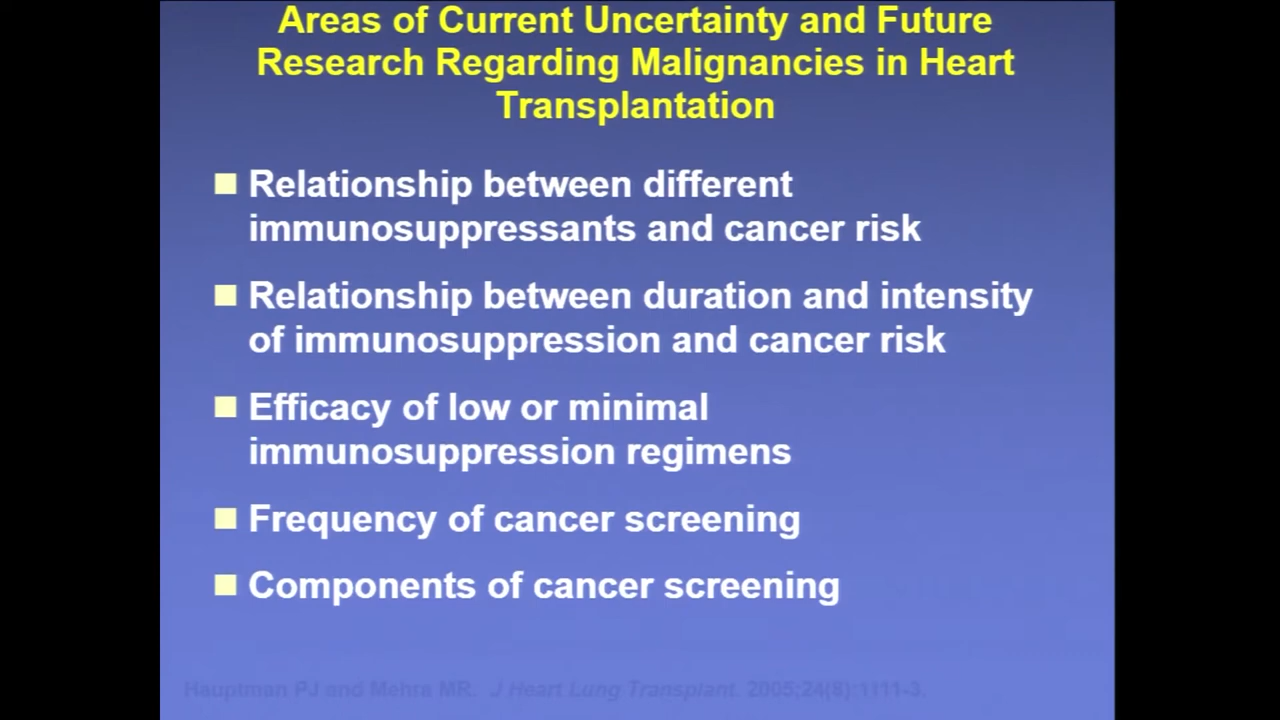 Areas of Current Uncertainty and Future
Research Regarding Malignancies in Heart
Transplantation
Relationship between different
immunosuppressants and cancer risk
Relationship between duration and intensity
of immunosuppression and cancer risk
Efficacy of low or minimal
immunosuppression regimens
Frequency of cancer screening
Components of cancer screening
Hauptman PJ and Mehra MR. J Heart Lung Transplant. 2005;24(8):1111-3.